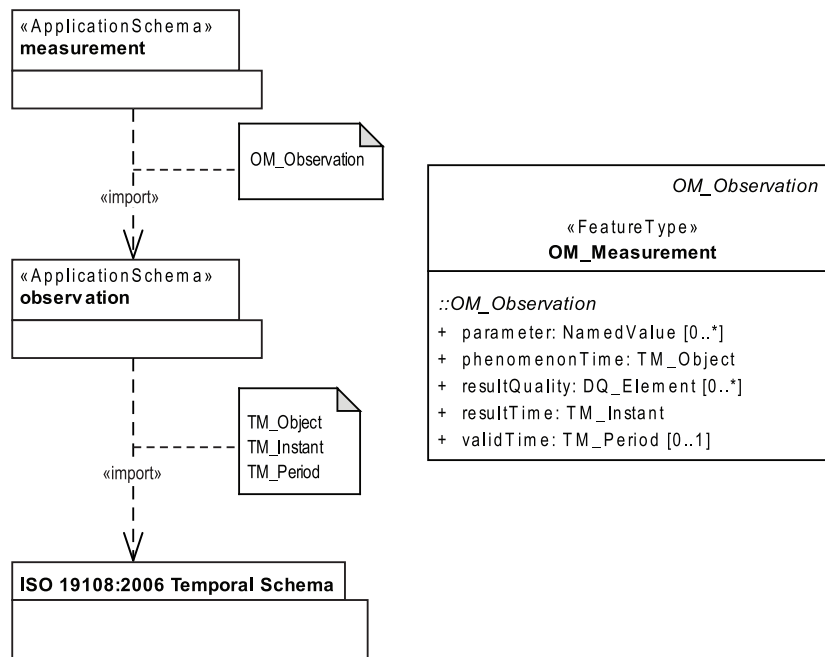 «ApplicationSchema»
measurement
OM_Observation
«import»
«ApplicationSchema»
observation
TM_Object
TM_Instant
TM_Period
«import»
ISO 19108:2006 Temporal Schema
OM_Observation
«FeatureType»
OM_Measurement
::OM_Observation
+ parameter: NamedValue [0..*]
+ phenomenonTime: TM_Object
+ resultQuality: DQ_Element [0..*]
+ resultTime: TM_Instant
+ validTime: TM_Period [0..1]